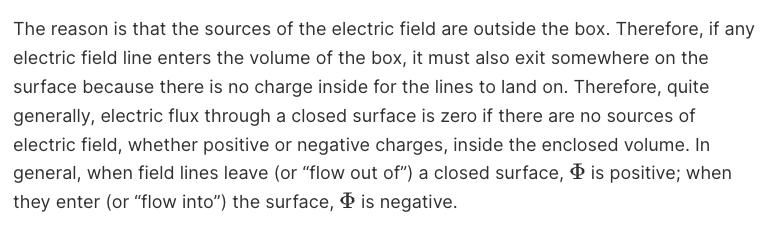 The reason is that the sources of the electric field are outside the box. Therefore, if any
electric field line enters the volume of the box, it must also exit somewhere on the
surface because there is no charge inside for the lines to land on. Therefore, quite
generally, electric flux through a closed surface is zero if there are no sources of
electric field, whether positive or negative charges, inside the enclosed volume. In
general, when field lines leave (or “flow out of”) a closed surface, Φ is positive; when
they enter (or “flow into”) the surface, Φ is negative.